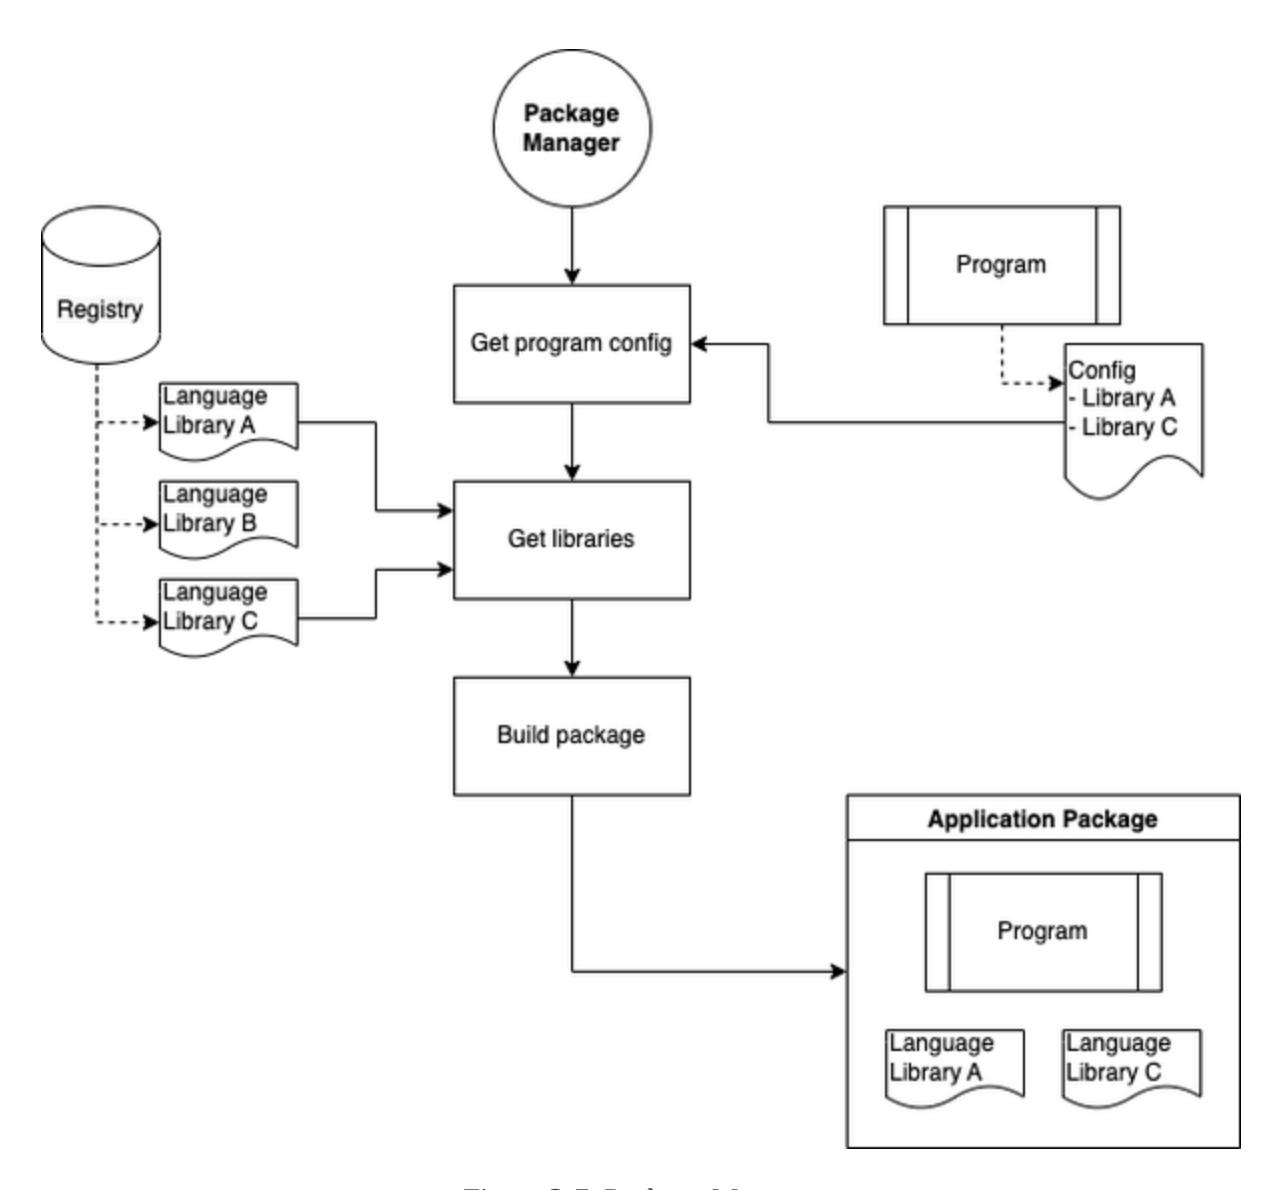 Package
Manager
Registry
Program
Get program config
Config
- Library A
- Library C
Language
Library A
Language
Library B
Get libraries
Language
Library C
Build package
Application Package
Program
Language
Library A
Language
Library C